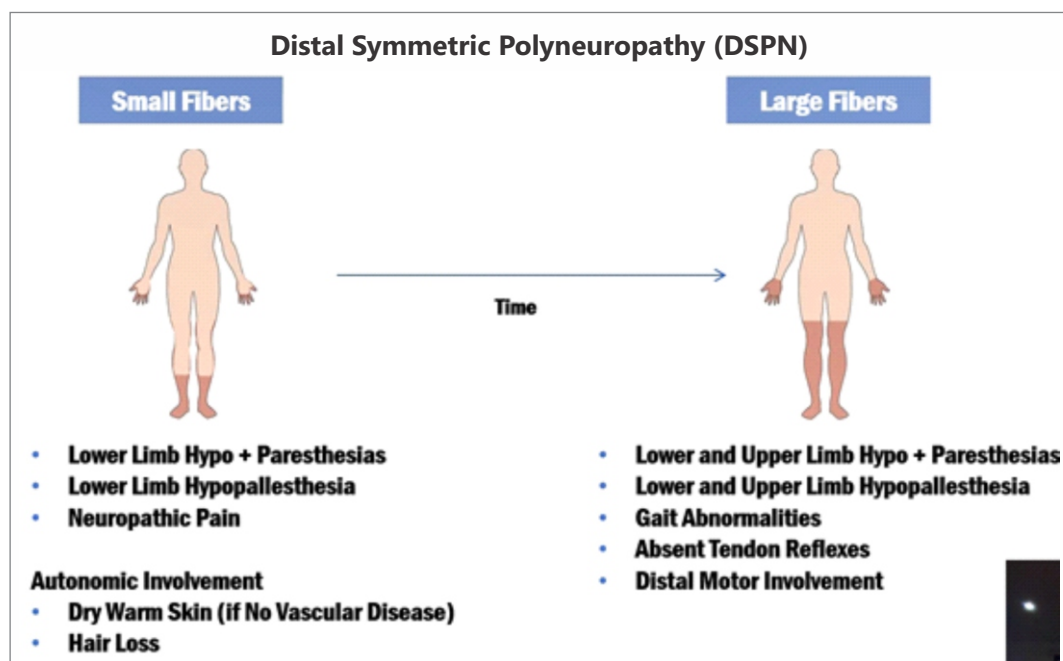 Distal Symmetric Polyneuropathy (DSPN)
Small Fibers
Large Fibers
Time
• Lower Limb Hypo + Paresthesias
• Lower Limb Hypopallesthesia
• Neuropathic Pain
Autonomic Involvement
• Dry Warm Skin (if No Vascular Disease)
• Hair Loss
• Lower and Upper Limb Hypo + Paresthesias
• Lower and Upper Limb Hypopallesthesia
• Gait Abnormalities
• Absent Tendon Reflexes
• Distal Motor Involvement